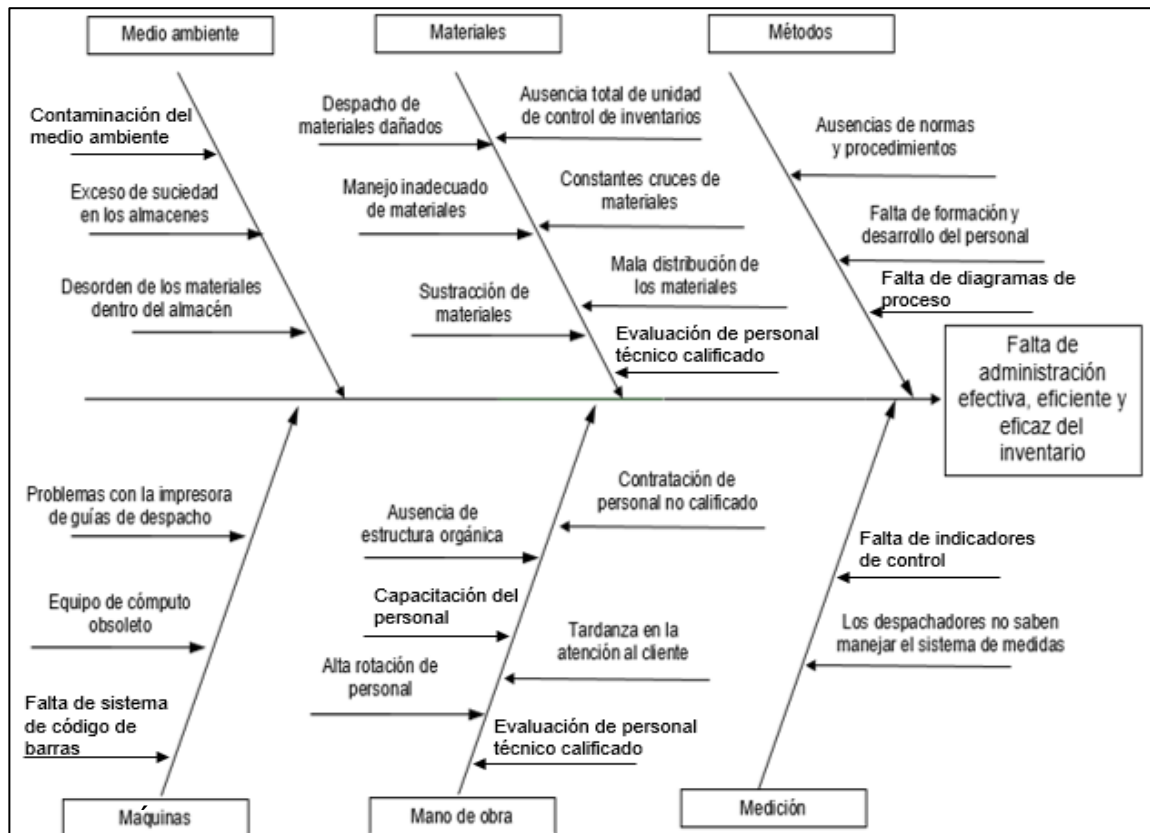 Medio ambiente
Materiales
Métodos
Contaminación del
medio ambiente
Exceso de suciedad
en los almacenes
Desorden de los materiales
dentro del almacén
Despacho de
materiales dañados
Manejo inadecuado
de materiales
Sustracción de
materiales
Ausencia total de unidad
de control de inventarios
Constantes cruces de
materiales
Mala distribución de
los materiales
Evaluación de personal
técnico calificado
Ausencias de normas
y procedimientos
Falta de formación y
desarrollo del personal
Falta de diagramas de
proceso
Falta de
administración
efectiva, eficiente y
eficaz del
inventario
Problemas con la impresora
de guías de despacho
Equipo de cómputo
obsoleto
Falta de sistema
de código de
barras
Ausencia de
estructura orgánica
Capacitación del
personal
Alta rotación de
personal
Contratación de
personal no calificado
Tardanza en la
atención al cliente
Evaluación de personal
técnico calificado
Falta de indicadores
de control
Los despachadores no saben
manejar el sistema de medidas
Máquinas
Mano de obra
Medición